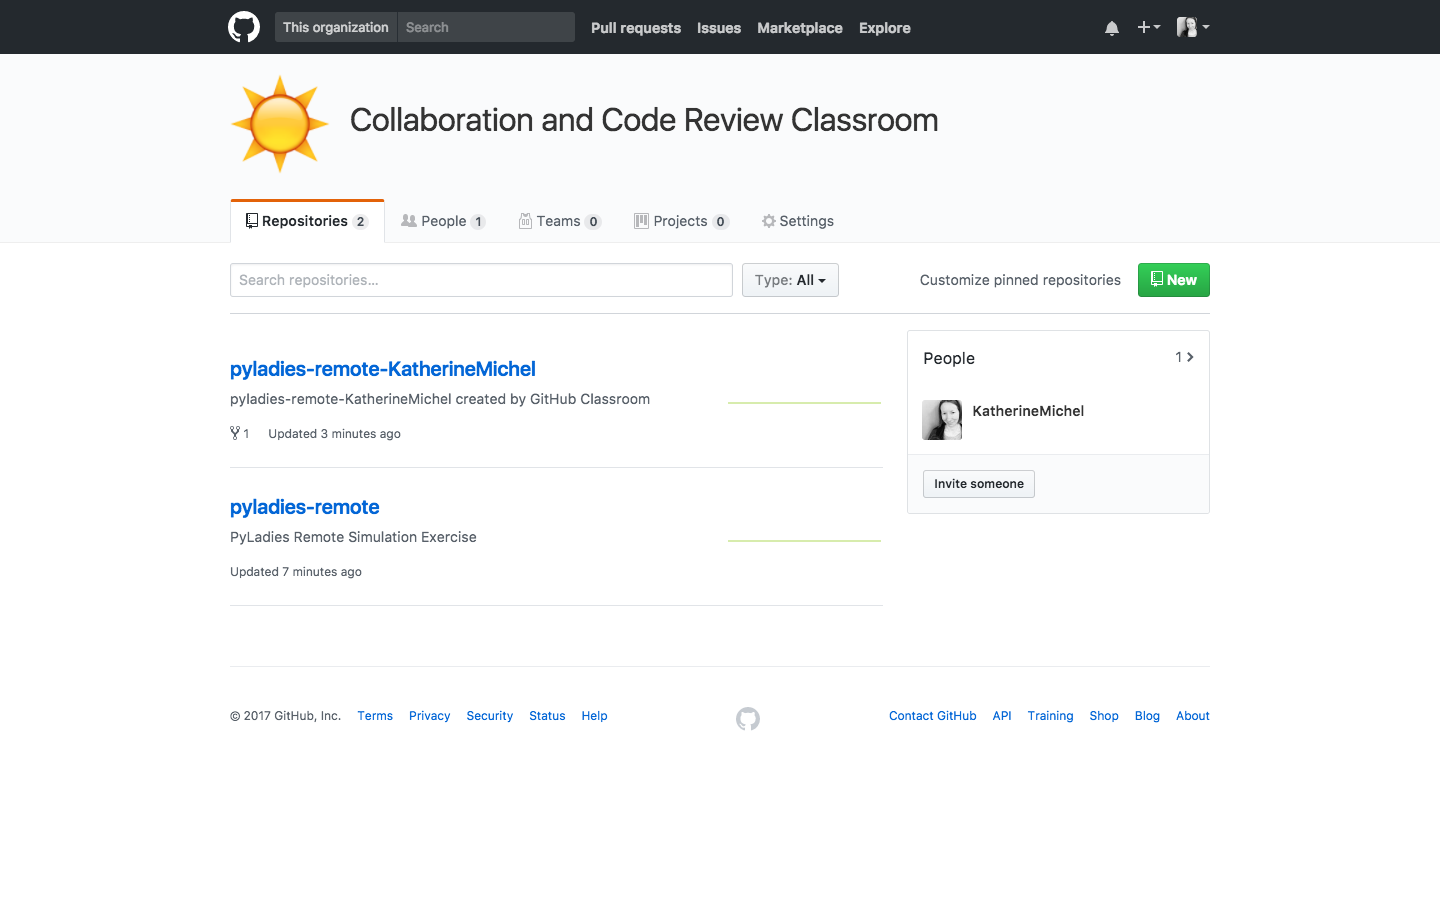 This organization Search Pull requests Issues Marketplace Explore
Collaboration and Code Review Classroom
Repositories 2 People 1 Teams 0 Projects 0 Settings
Search repositories… Type: All Customize pinned repositories New
pyladies-remote-KatherineMichel
pyladies-remote-KatherineMichel created by GitHub Classroom
1 Updated 3 minutes ago
pyladies-remote
PyLadies Remote Simulation Exercise
Updated 7 minutes ago
People 1
KatherineMichel
Invite someone
© 2017 GitHub, Inc. Terms Privacy Security Status Help Contact GitHub API Training Shop Blog About